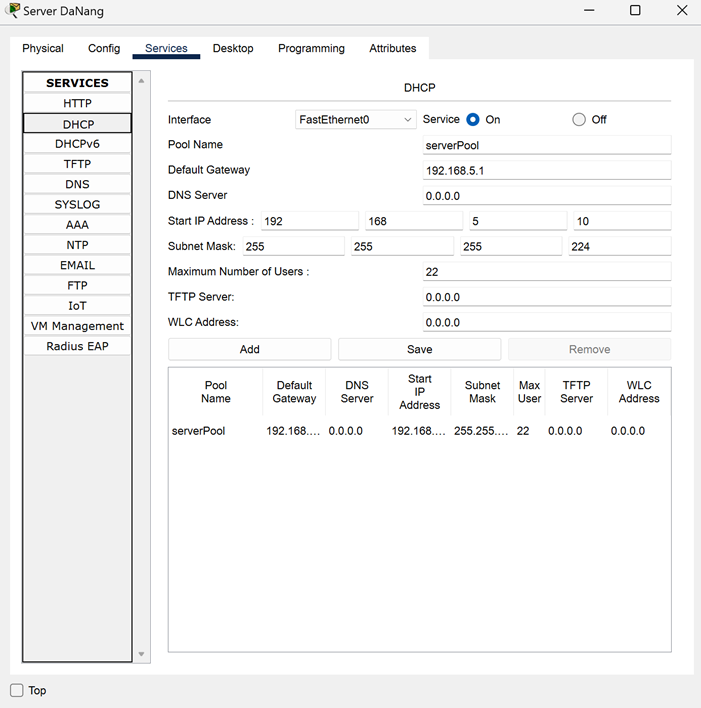 Server DaNang
Physical Config Services Desktop Programming Attributes
SERVICES
HTTP
DHCP
DHCPv6
TFTP
DNS
SYSLOG
AAA
NTP
EMAIL
FTP
IoT
VM Management
Radius EAP
DHCP
Interface FastEthernet0 Service On Off
Pool Name serverPool
Default Gateway 192.168.5.1
DNS Server 0.0.0.0
Start IP Address : 192 168 5 10
Subnet Mask: 255 255 255 224
Maximum Number of Users : 22
TFTP Server: 0.0.0.0
WLC Address: 0.0.0.0
Add Save Remove
Pool Name Default Gateway DNS Server Start IP Address Subnet Mask Max User TFTP Server WLC Address
serverPool 192.168.... 0.0.0.0 192.168.... 255.255.... 22 0.0.0.0 0.0.0.0
Top